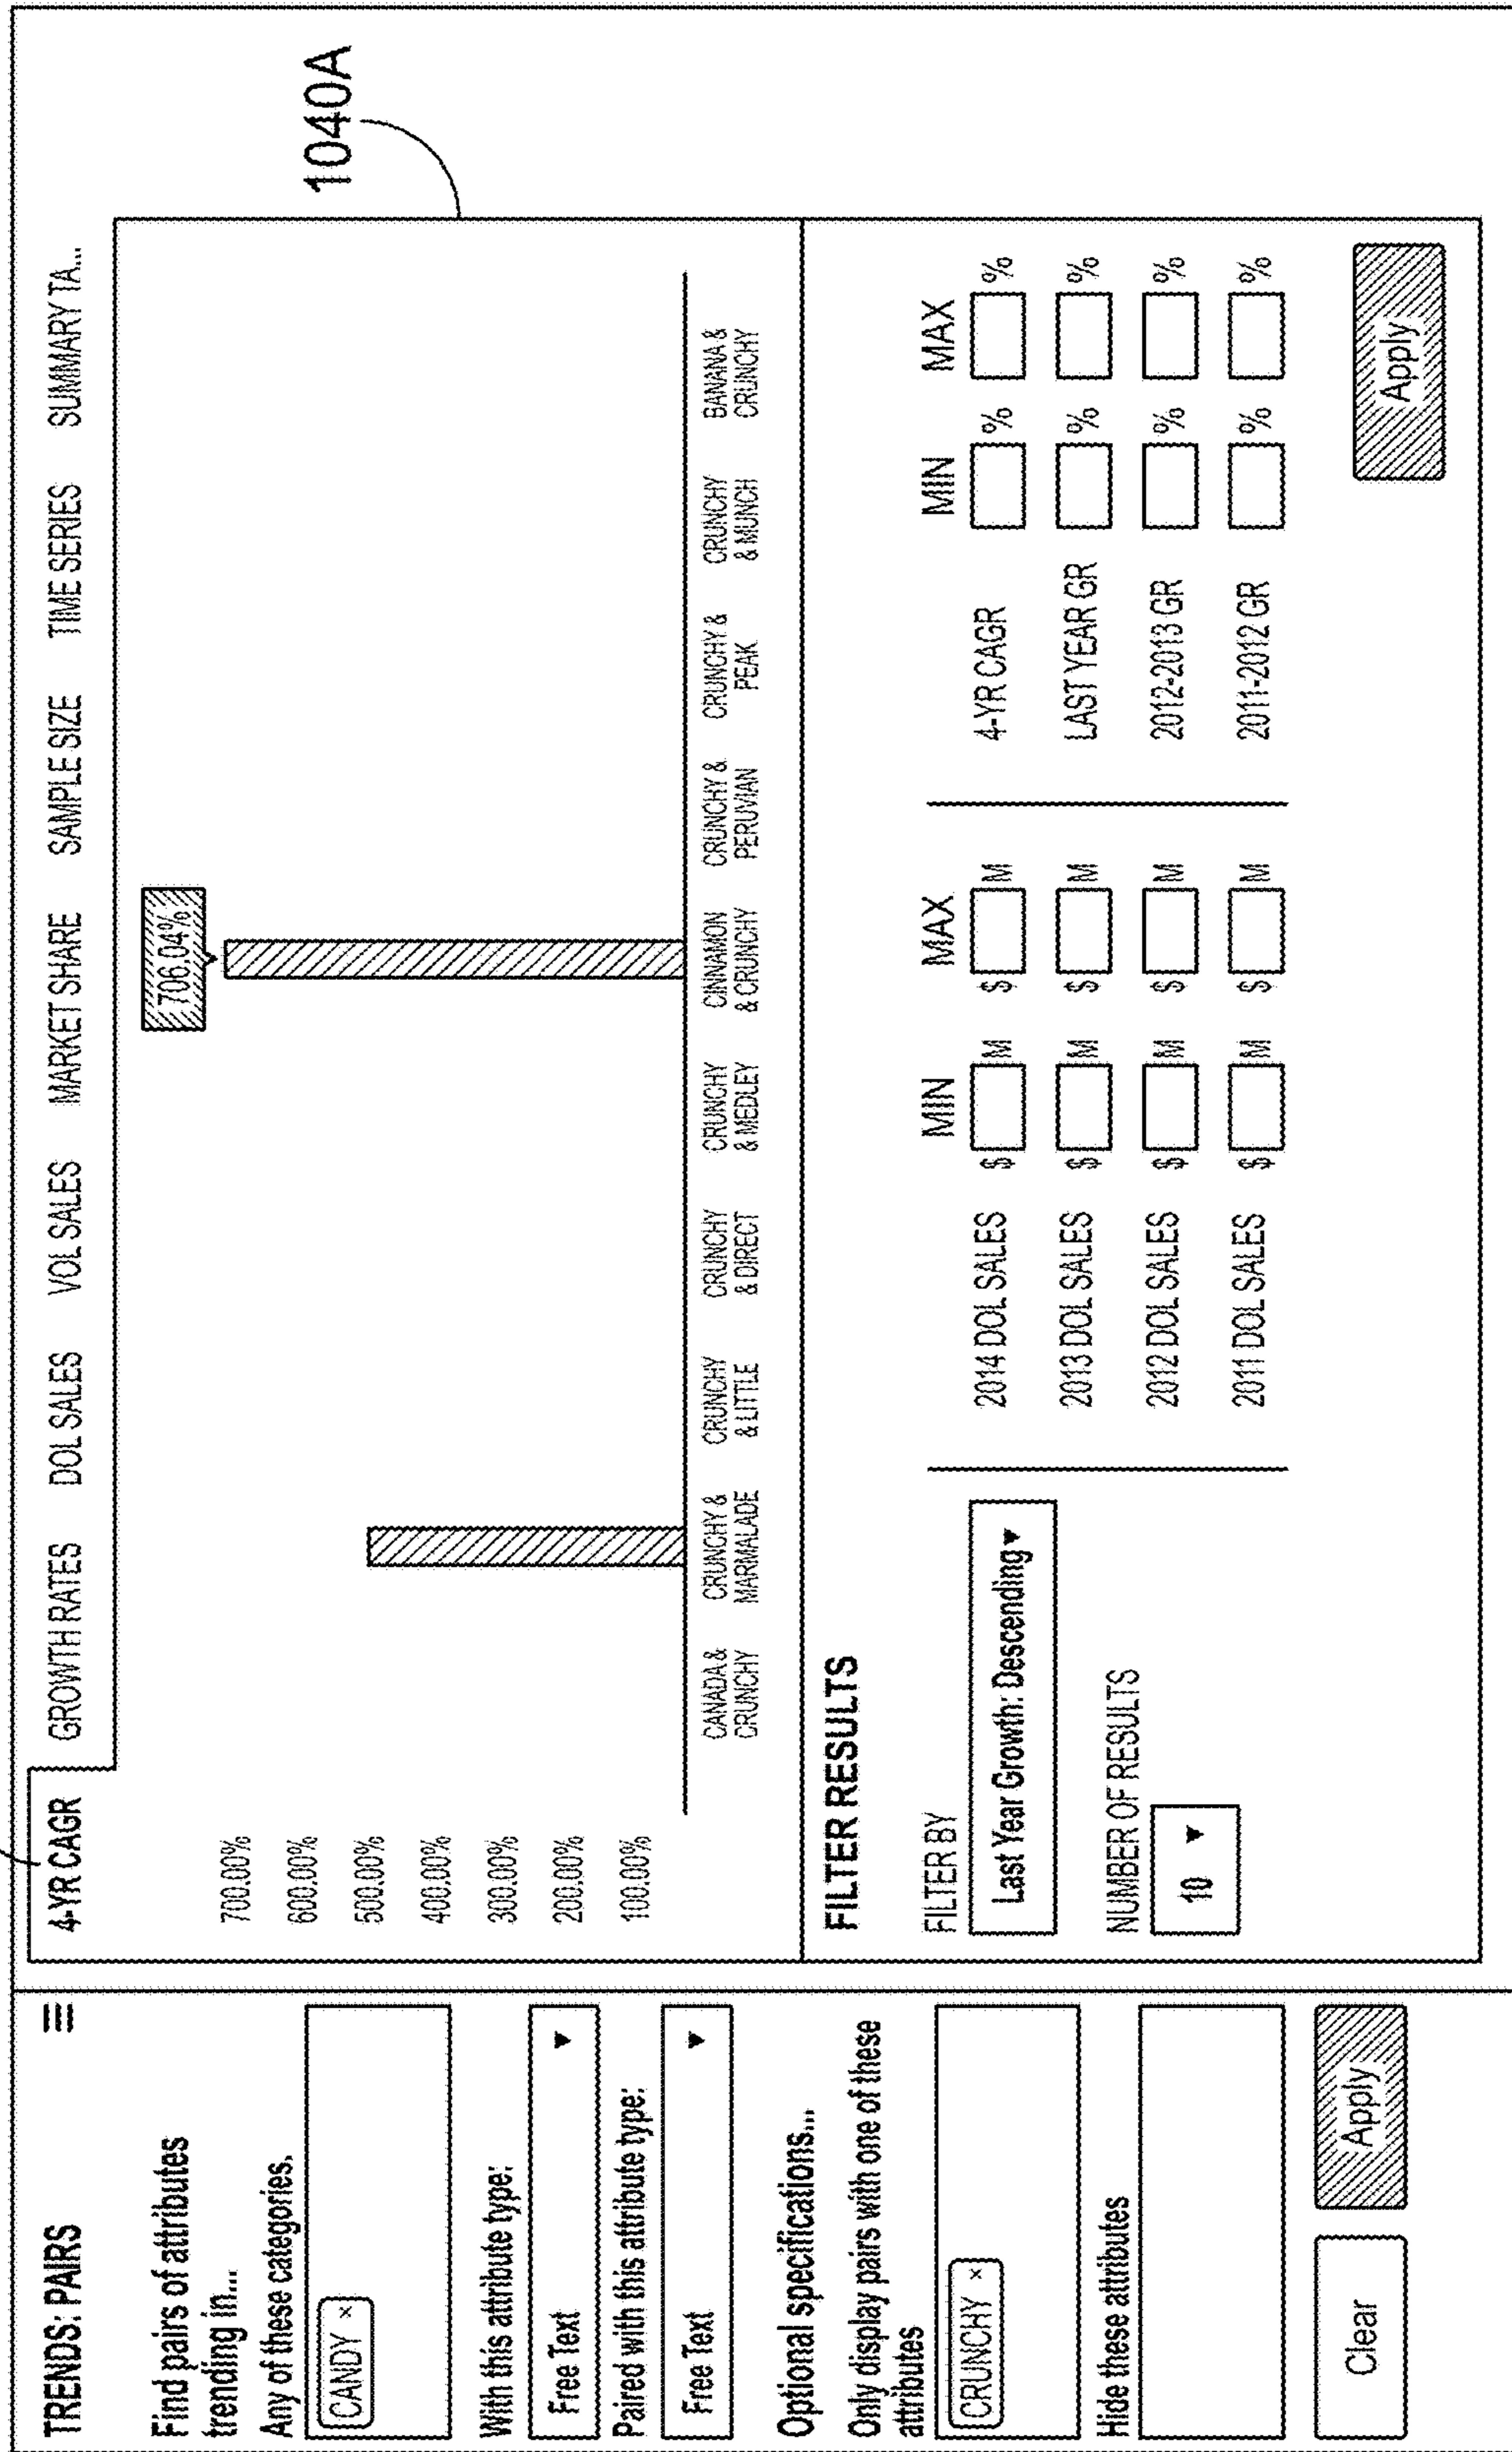 TRENDS: PAIRS
Find pairs of attributes
trending in...
Any of these categories.
CANDY ×
With this attribute type:
Free Text ▼
Paired with this attribute type:
Free Text ▼
Optional specifications...
Only display pairs with one of these
attributes
CRUNCHY ×
Hide these attributes
Clear Apply
4-YR CAGR GROWTH RATES DOL SALES VOL SALES MARKET SHARE SAMPLE SIZE TIME SERIES SUMMARY TA...
706.04%
700.00%
600.00%
500.00%
400.00%
300.00%
200.00%
100.00%
CANADA &
CRUNCHY
CRUNCHY &
MARMALADE
CRUNCHY
& LITTLE
CRUNCHY
& DIRECT
CRUNCHY
& MEDLEY
CINNAMON
& CRUNCHY
CRUNCHY &
PERUVIAN
CRUNCHY &
PEAK
CRUNCHY
& MUNCH
BANANA &
CRUNCHY
1040A
FILTER RESULTS
FILTER BY
Last Year Growth: Descending ▼
NUMBER OF RESULTS
10 ▼
MIN MAX
2014 DOL SALES $ M $ M
2013 DOL SALES $ M $ M
2012 DOL SALES $ M $ M
2011 DOL SALES $ M $ M
MIN MAX
4-YR CAGR % %
LAST YEAR GR % %
2012-2013 GR % %
2011-2012 GR % %
Apply